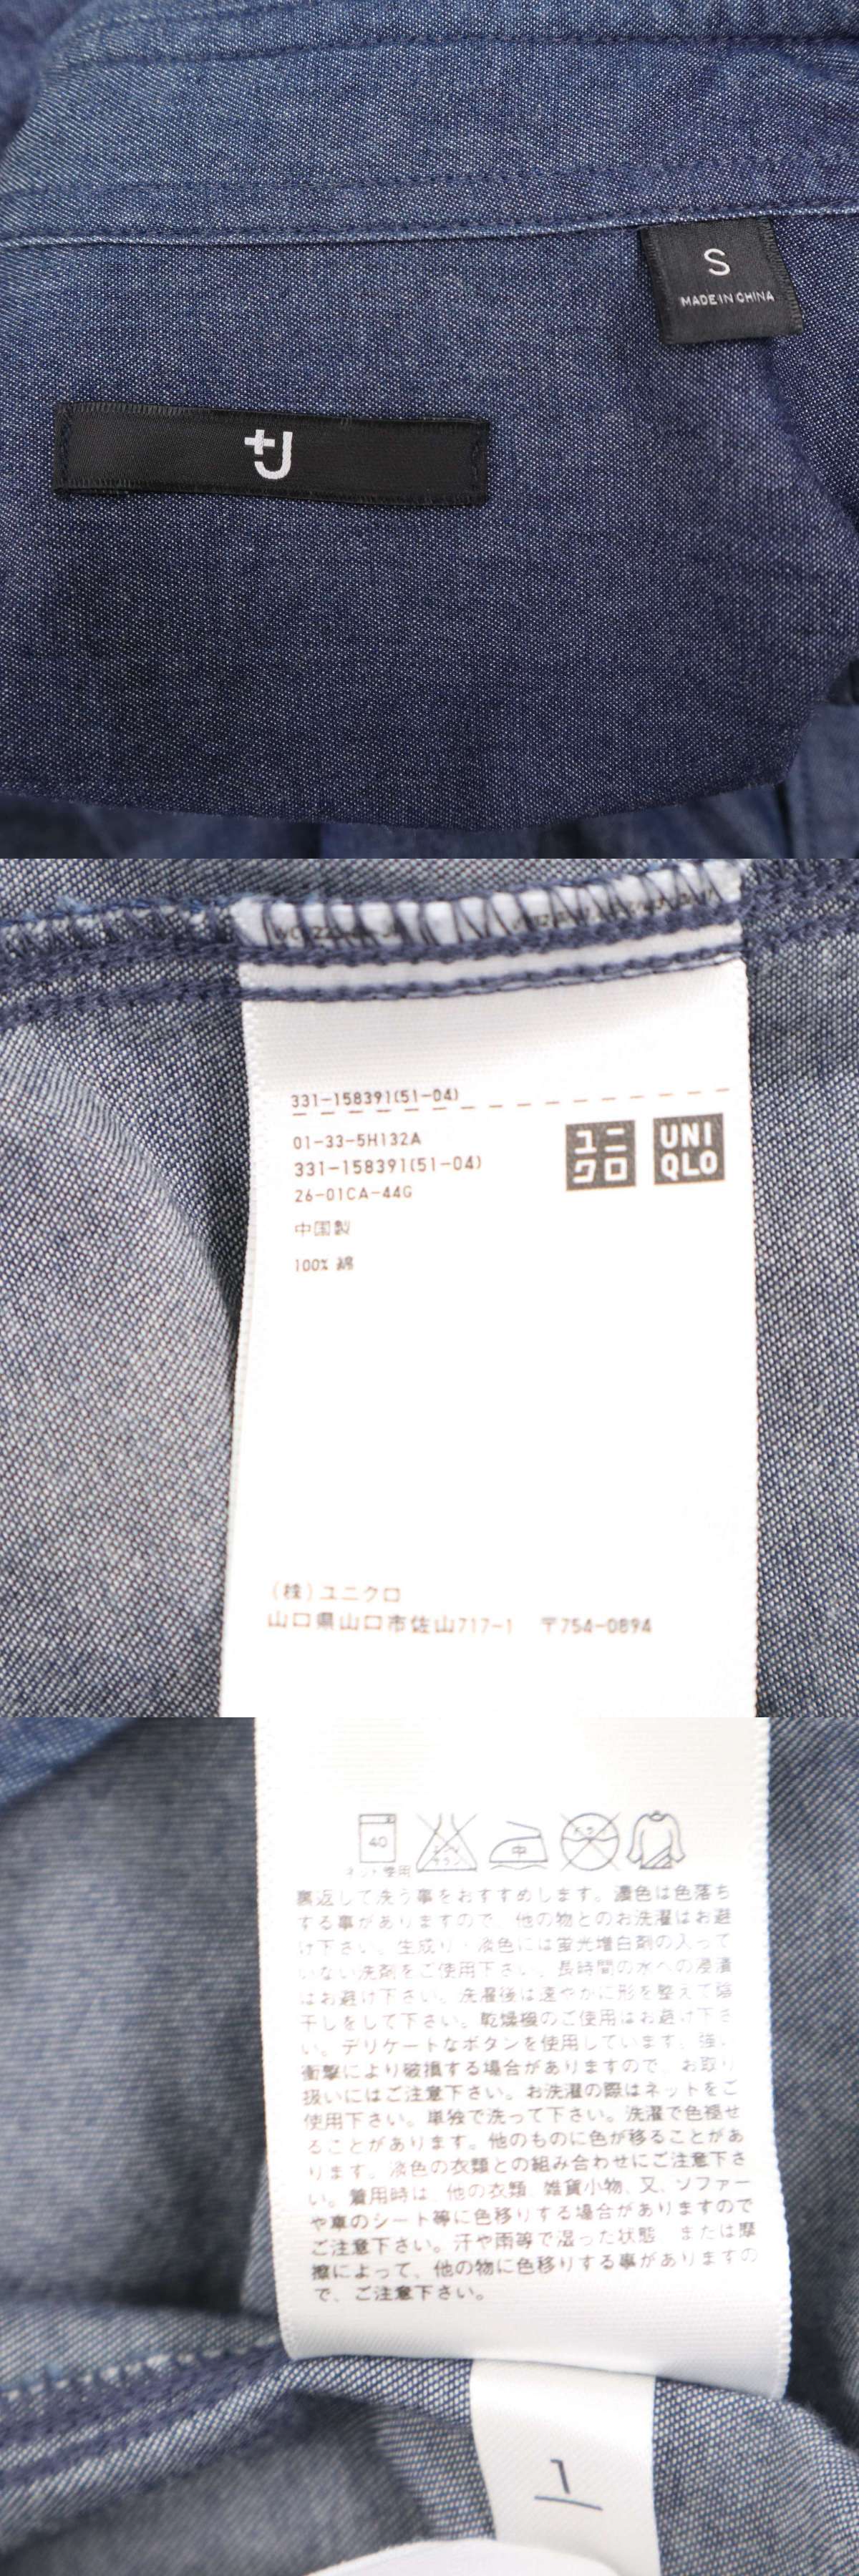 S
MADE IN CHINA
+J
331-158391(51-04)
01-33-5H132A
331-158391(51-04)
26-01CA-44G
中国製
100% 綿
ユニクロ
UNI
QLO
(株)ユニクロ
山口県山口市佐山717-1 〒754-0894
40
中
ネット使用
裏返して洗う事をおすすめします。濃色は色落ち
する事がありますので、他の物とのお洗濯はお避
け下さい。生成り・淡色には蛍光増白剤の入って
いない洗剤をご使用下さい。長時間の水への浸漬
はお避け下さい。洗濯後は速やかに形を整えて陰
干しをして下さい。乾燥機のご使用はお避け下さ
い。デリケートなボタンを使用しています。強い
衝撃により破損する場合がありますので、お取り
扱いにはご注意下さい。お洗濯の際はネットをご
使用下さい。単独で洗って下さい。洗濯で色褪せ
ることがあります。他のものに色が移ることがあ
ります。淡色の衣類との組み合わせにご注意下さ
い。着用時は、他の衣類、雑貨小物、又、ソファー
や車のシート等に色移りする場合がありますので
ご注意下さい。汗や雨等で湿った状態、または摩
擦によって、他の物に色移りする事がありますの
で、ご注意下さい。
1